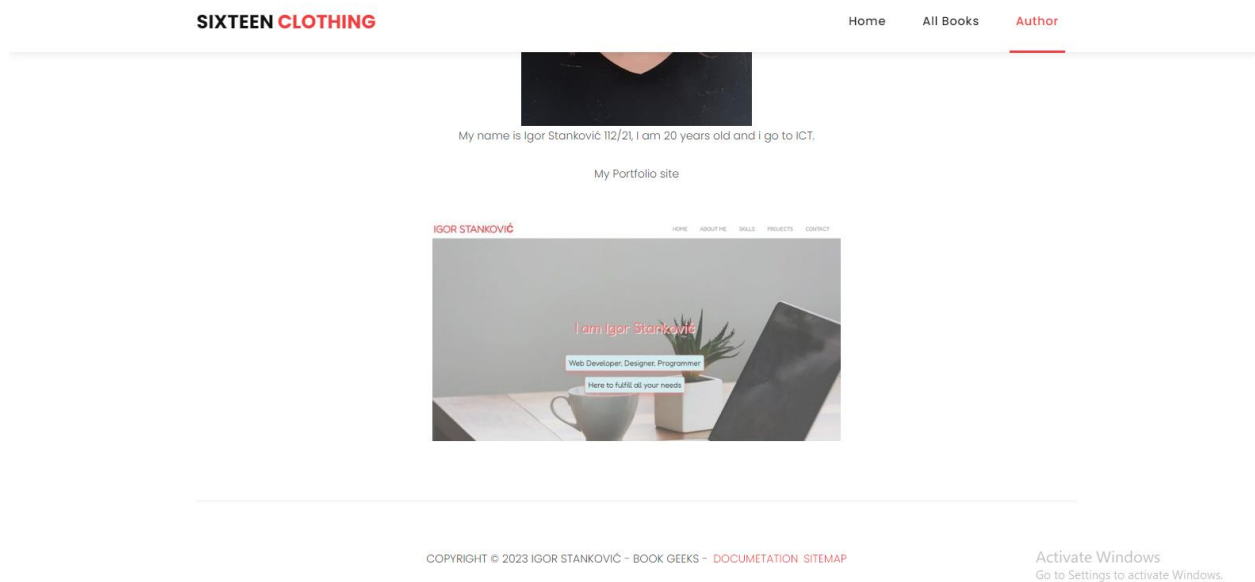 SIXTEEN CLOTHING
Home All Books Author
My name is Igor Stanković 112/21, I am 20 years old and i go to ICT.
My Portfolio site
IGOR STANKOVIĆ
HOME ABOUT ME SKILLS PROJECTS CONTACT
I am Igor Stanković
Web Developer, Designer, Programmer
Here to fulfill all your needs
COPYRIGHT © 2023 IGOR STANKOVIĆ - BOOK GEEKS - DOCUMETATION SITEMAP
Activate Windows
Go to Settings to activate Windows.